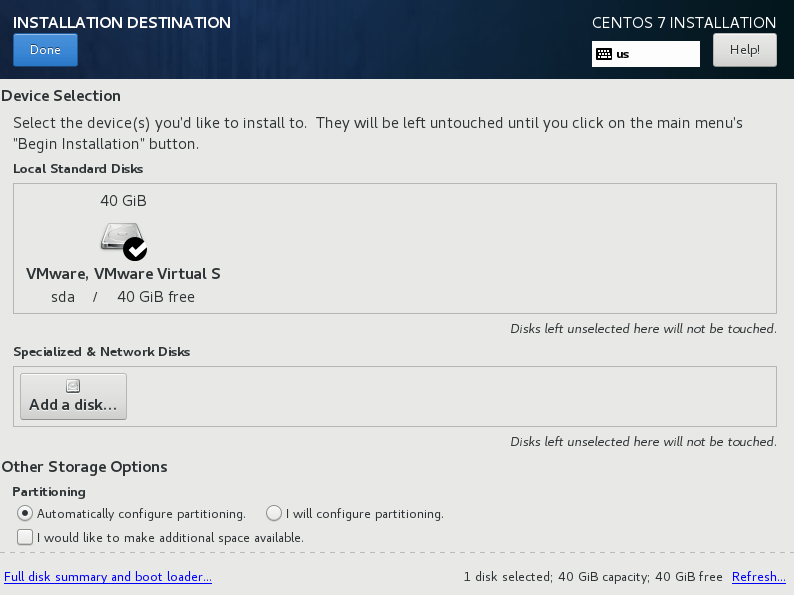 INSTALLATION DESTINATION
CENTOS 7 INSTALLATION
Done
us
Help!
Device Selection
Select the device(s) you'd like to install to.  They will be left untouched until you click on the main menu's
"Begin Installation" button.
Local Standard Disks
40 GiB
VMware, VMware Virtual S
sda / 40 GiB free
Disks left unselected here will not be touched.
Specialized & Network Disks
Add a disk...
Disks left unselected here will not be touched.
Other Storage Options
Partitioning
Automatically configure partitioning. I will configure partitioning.
I would like to make additional space available.
Full disk summary and boot loader... 1 disk selected; 40 GiB capacity; 40 GiB free Refresh...